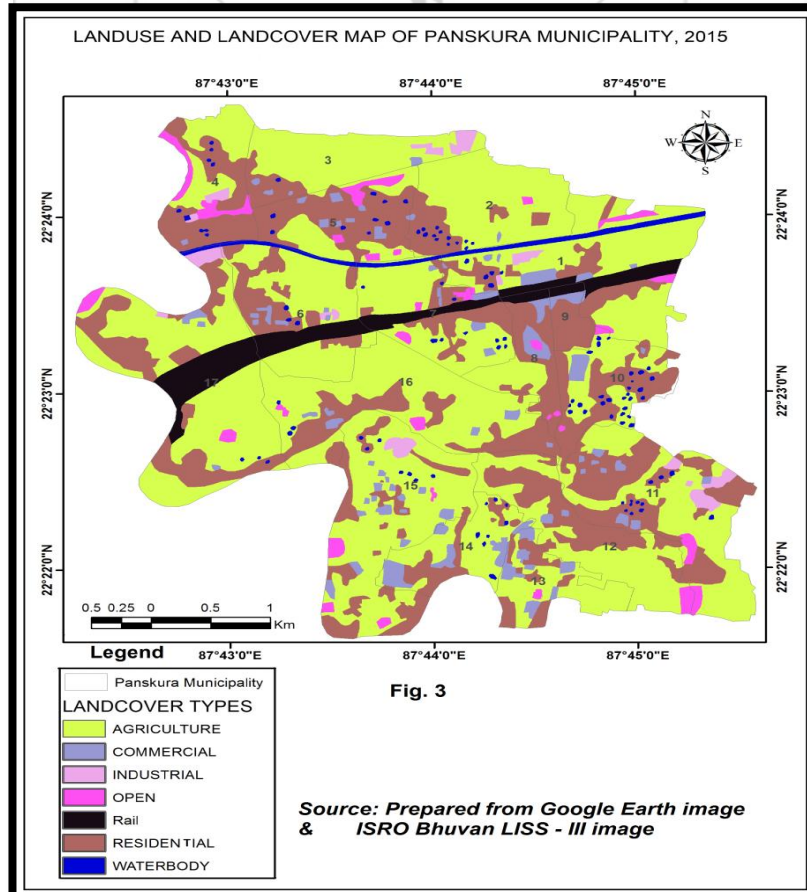 LANDUSE AND LANDCOVER MAP OF PANSKURA MUNICIPALITY, 2015
87°43'0"E 87°44'0"E 87°45'0"E
N
W E
S
22°24'0"N 22°24'0"N
22°23'0"N 22°23'0"N
22°22'0"N 22°22'0"N
3
4
2
5
1
6
7
9
8
17
16
10
15
11
14
12
13
0.5 0.25 0 0.5 1
Km
87°43'0"E 87°44'0"E 87°45'0"E
Legend
Panskura Municipality
LANDCOVER TYPES
AGRICULTURE
COMMERCIAL
INDUSTRIAL
OPEN
Rail
RESIDENTIAL
WATERBODY
Fig. 3
Source: Prepared from Google Earth image
& ISRO Bhuvan LISS - III image